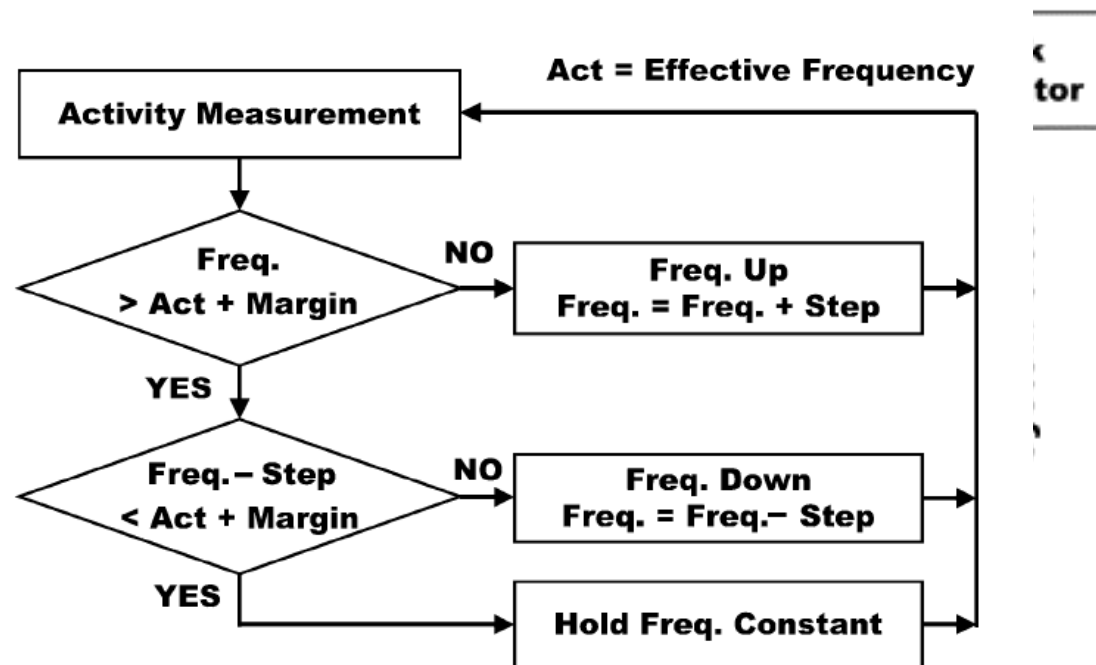 Act = Effective Frequency
Activity Measurement
Freq.
> Act + Margin
NO
Freq. Up
Freq. = Freq. + Step
YES
Freq.– Step
< Act + Margin
NO
Freq. Down
Freq. = Freq.– Step
YES
Hold Freq. Constant
tor